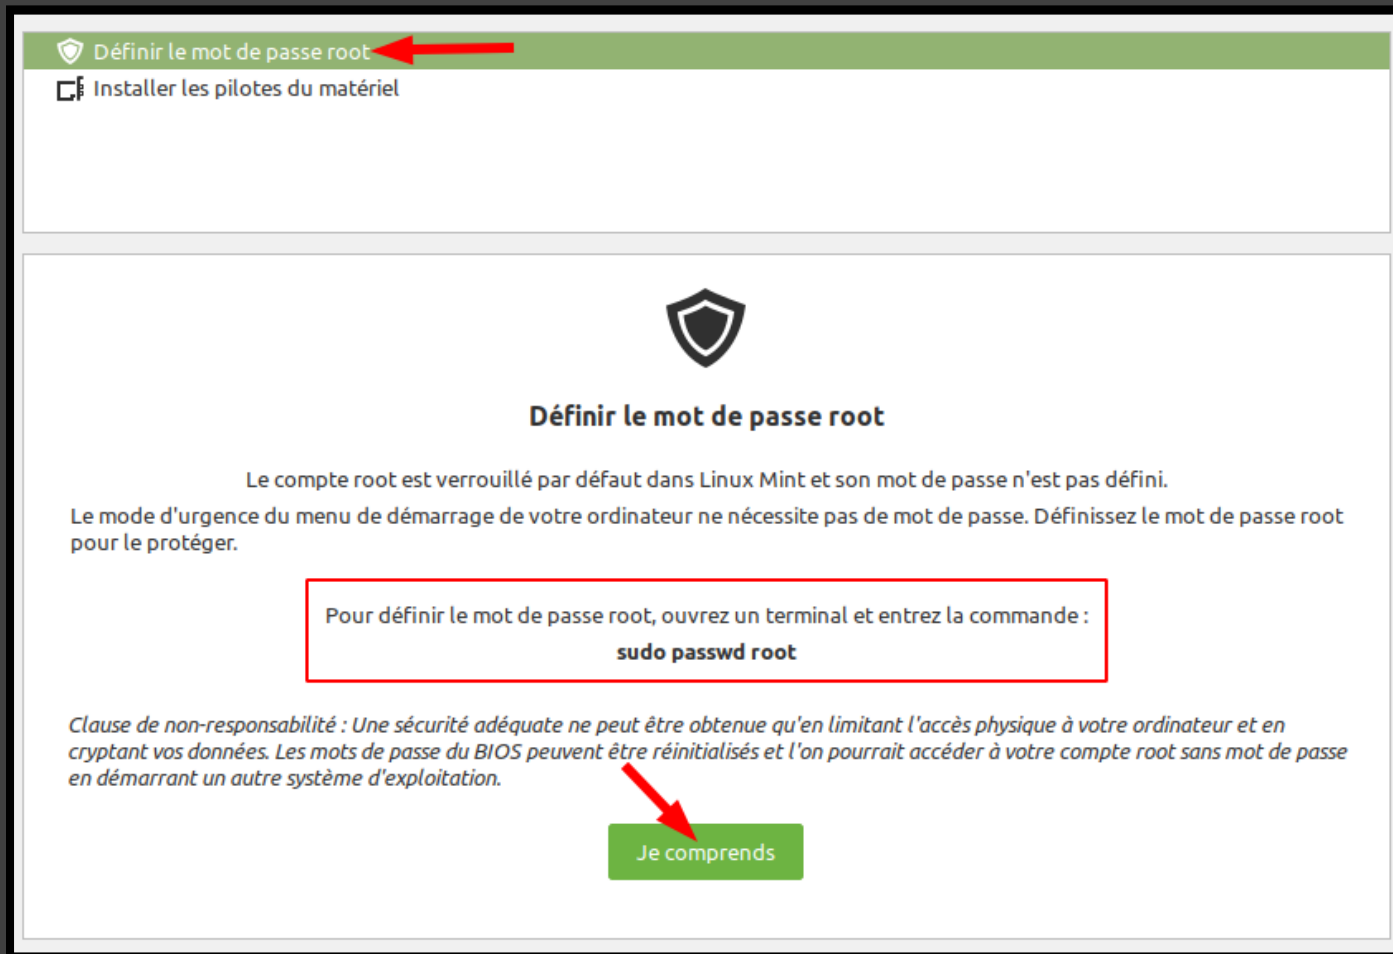 Définir le mot de passe root
Installer les pilotes du matériel
Définir le mot de passe root
Le compte root est verrouillé par défaut dans Linux Mint et son mot de passe n'est pas défini.
Le mode d'urgence du menu de démarrage de votre ordinateur ne nécessite pas de mot de passe. Définissez le mot de passe root
pour le protéger.
Pour définir le mot de passe root, ouvrez un terminal et entrez la commande :
sudo passwd root
Clause de non-responsabilité : Une sécurité adéquate ne peut être obtenue qu'en limitant l'accès physique à votre ordinateur et en
cryptant vos données. Les mots de passe du BIOS peuvent être réinitialisés et l'on pourrait accéder à votre compte root sans mot de passe
en démarrant un autre système d'exploitation.
Je comprends